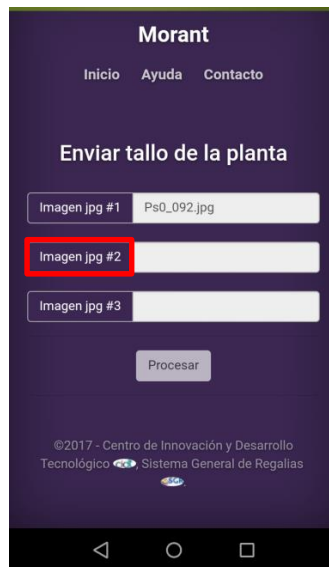 Morant
Inicio Ayuda Contacto
Enviar tallo de la planta
Imagen jpg #1 Ps0_092.jpg
Imagen jpg #2
Imagen jpg #3
Procesar
©2017 - Centro de Innovación y Desarrollo
Tecnológico , Sistema General de Regalias
.